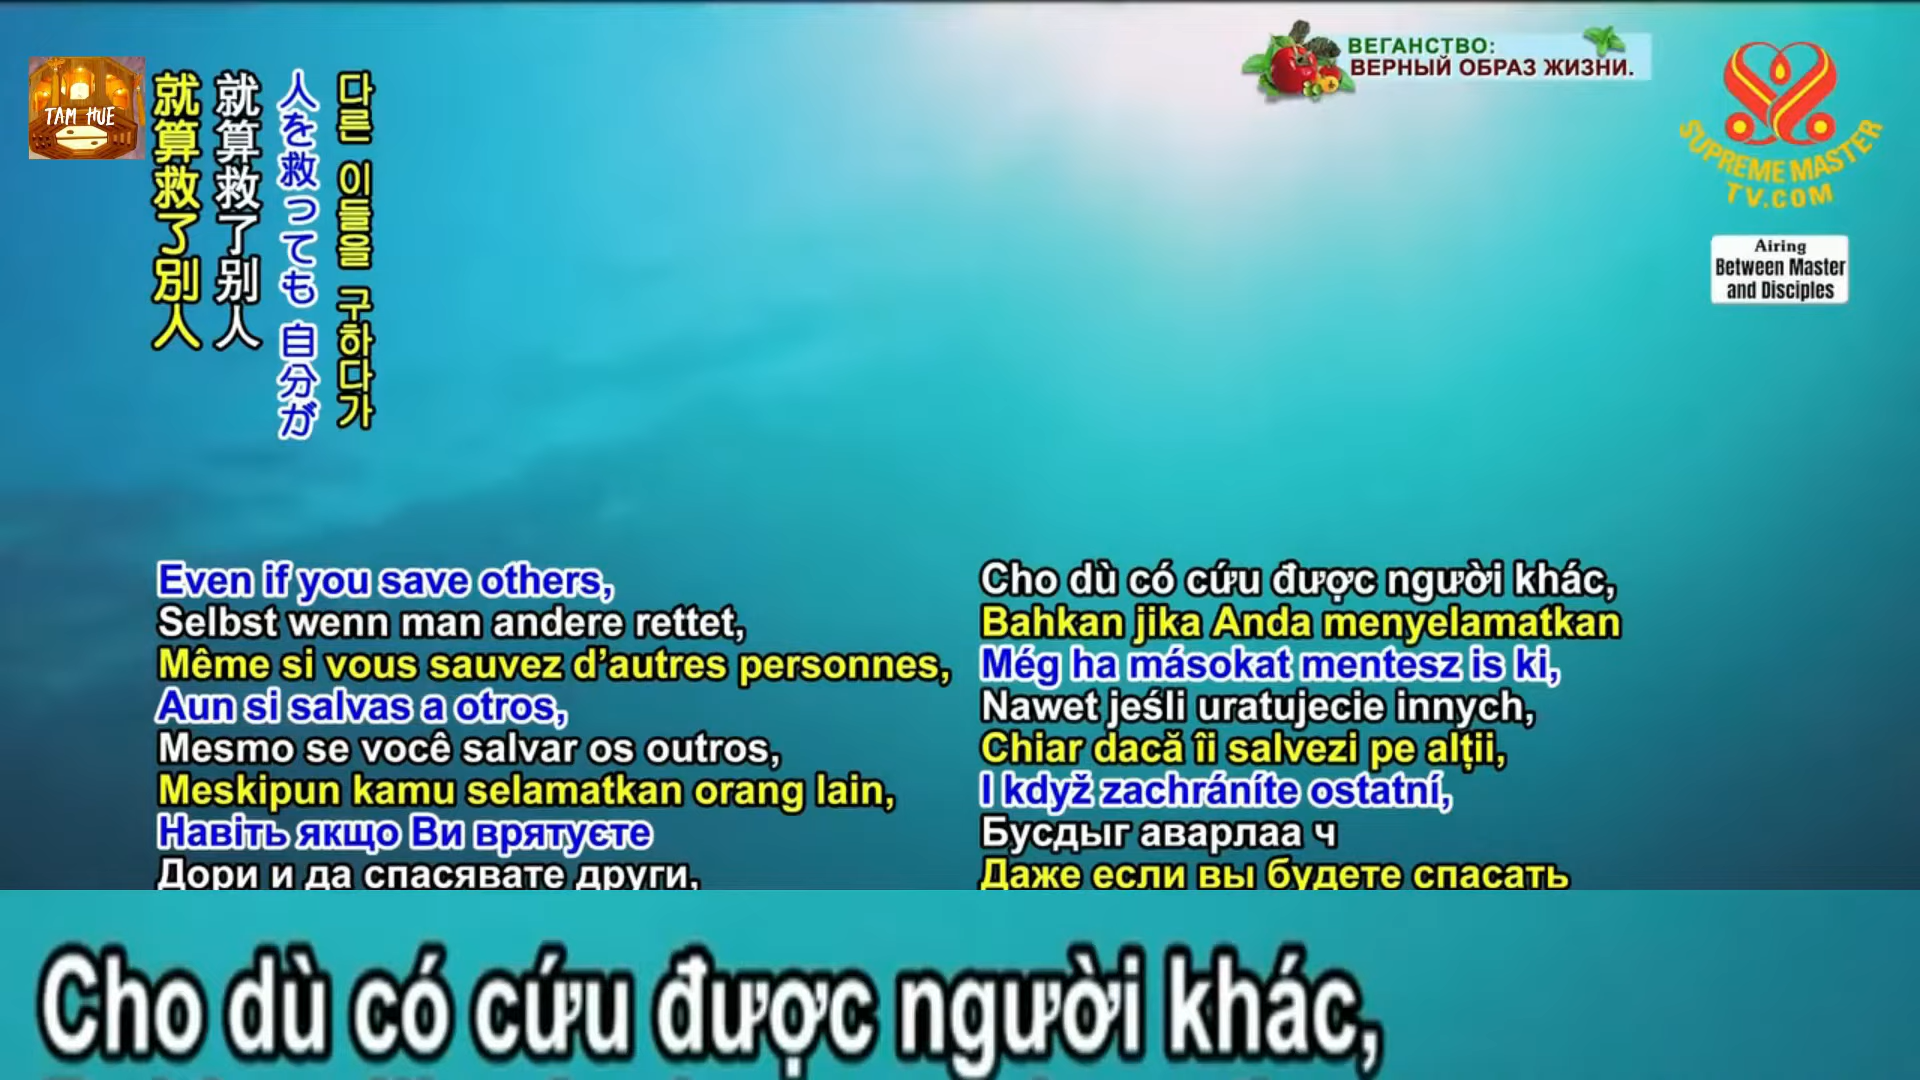 TAM HUE
就算救了別人
就算救了别人
人を救っても 自分が
다른 이들을 구하다가
ВЕГАНСТВО:
ВЕРНЫЙ ОБРАЗ ЖИЗНИ.
SUPREME MASTER
TV.COM
Airing
Between Master
and Disciples
Even if you save others,
Selbst wenn man andere rettet,
Même si vous sauvez d’autres personnes,
Aun si salvas a otros,
Mesmo se você salvar os outros,
Meskipun kamu selamatkan orang lain,
Навіть якщо Ви врятуєте
Дори и да спасявате други,
Cho dù có cứu được người khác,
Bahkan jika Anda menyelamatkan
Még ha másokat mentesz is ki,
Nawet jeśli uratujecie innych,
Chiar dacă îi salvezi pe alții,
I když zachráníte ostatní,
Бусдыг аварлаа ч
Даже если вы будете спасать
Cho dù có cứu được người khác,